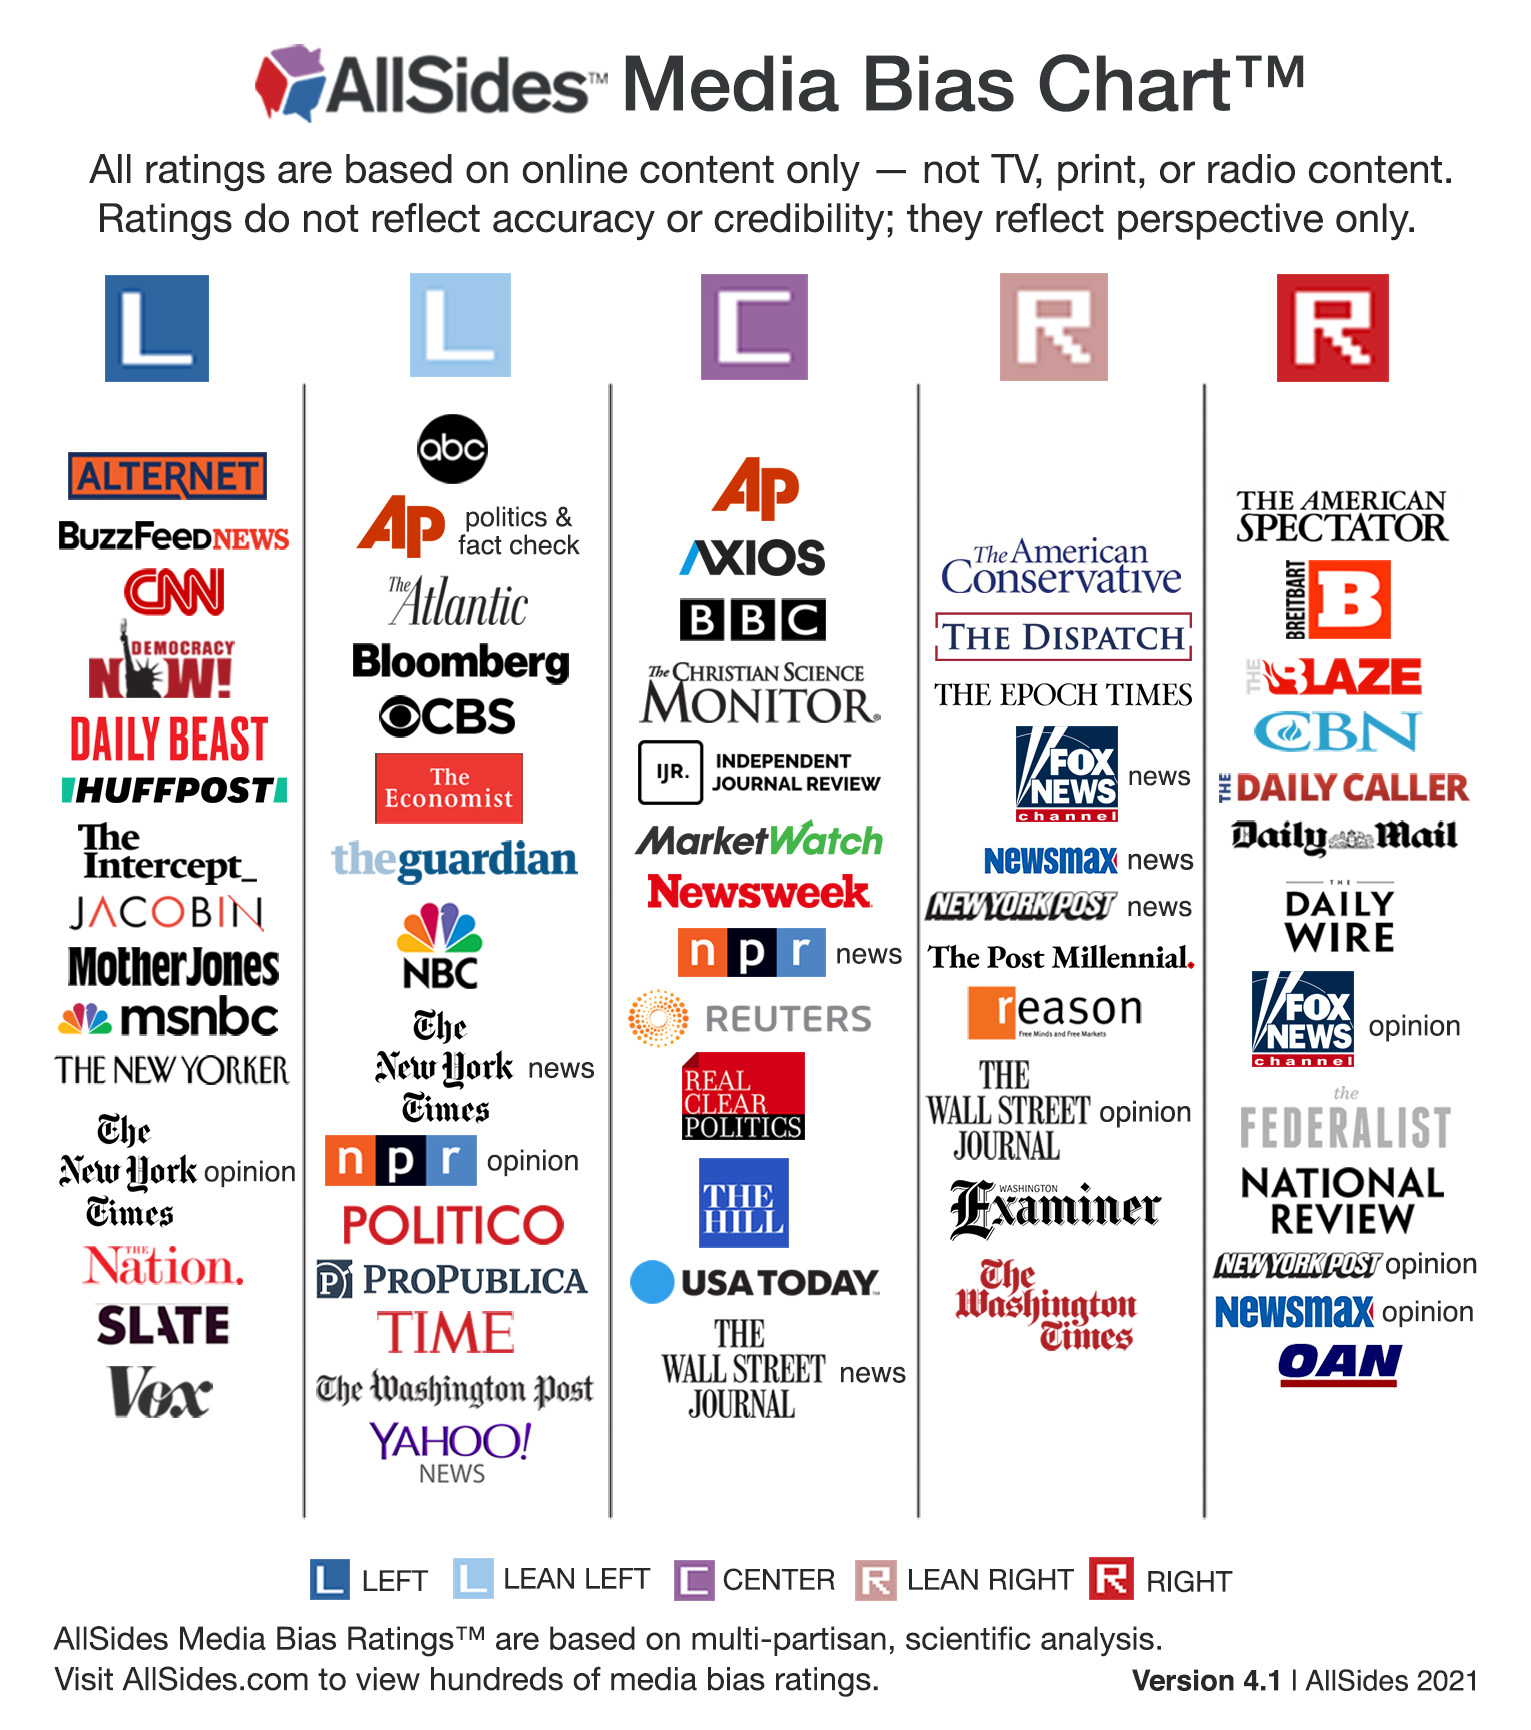 AllSides™ Media Bias Chart™
All ratings are based on online content only — not TV, print, or radio content.
Ratings do not reflect accuracy or credibility; they reflect perspective only.
L
L
C
R
R
ALTERNET
BuzzFeed NEWS
CNN
DEMOCRACY
NOW!
DAILY BEAST
HUFFPOST
The
Intercept_
JACOBIN
Mother Jones
msnbc
THE NEW YORKER
The
New York opinion
Times
THE
Nation.
SLATE
Vox
abc
AP politics &
fact check
The
Atlantic
Bloomberg
CBS
The
Economist
theguardian
NBC
The
New York news
Times
npr opinion
POLITICO
P PROPUBLICA
TIME
The Washington Post
YAHOO!
NEWS
AP
AXIOS
BBC
The CHRISTIAN SCIENCE
MONITOR®
IJR. INDEPENDENT
JOURNAL REVIEW
MarketWatch
Newsweek
npr news
REUTERS
REAL
CLEAR
POLITICS
THE
HILL
USA TODAY™
THE
WALL STREET news
JOURNAL
The American
Conservative
THE DISPATCH
THE EPOCH TIMES
FOX
NEWS news
channel
Newsmax news
NEW YORK POST news
The Post Millennial.
reason
Free Minds and Free Markets
THE
WALL STREET opinion
JOURNAL
WASHINGTON
Examiner
The
Washington
Times
THE AMERICAN
SPECTATOR
BREITBART B
THE BLAZE
CBN
THE DAILY CALLER
Daily Mail
THE
DAILY
WIRE
FOX
NEWS opinion
channel
the
FEDERALIST
NATIONAL
REVIEW
NEW YORK POST opinion
Newsmax opinion
OAN
L LEFT L LEAN LEFT C CENTER R LEAN RIGHT R RIGHT
AllSides Media Bias Ratings™ are based on multi-partisan, scientific analysis.
Visit AllSides.com to view hundreds of media bias ratings.
Version 4.1 | AllSides 2021